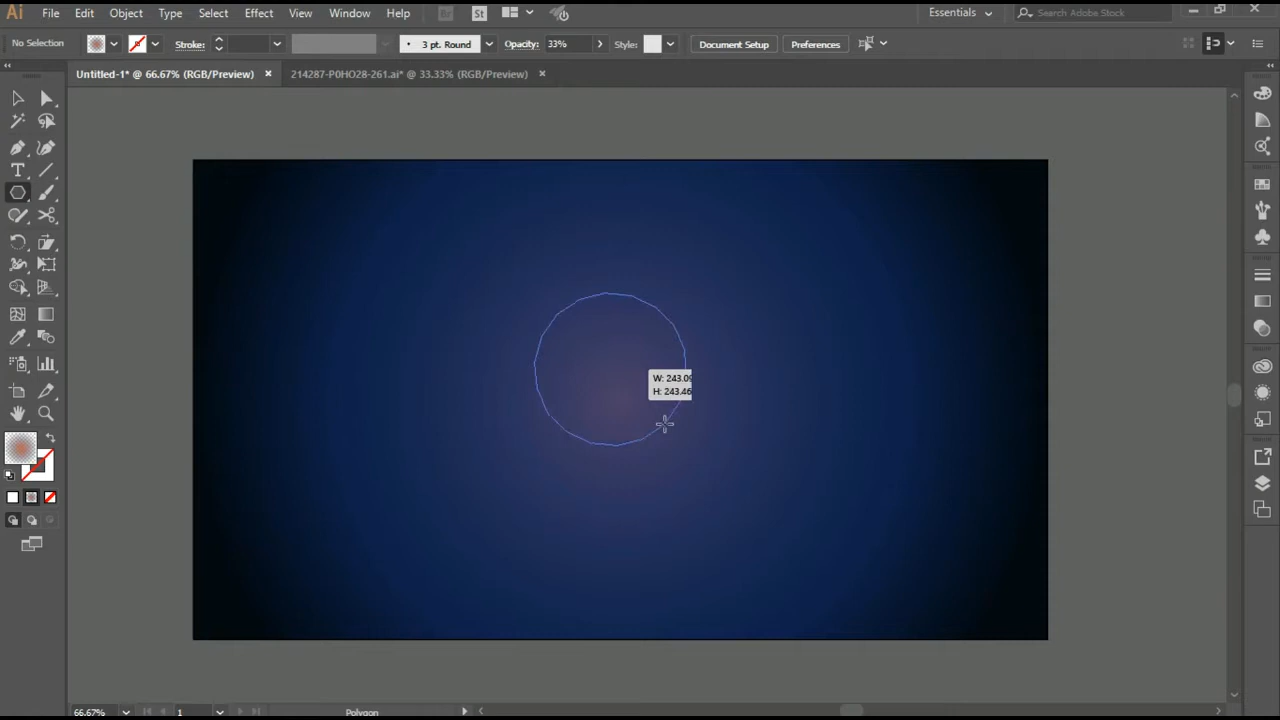 Ai File Edit Object Type Select Effect View Window Help Br St Essentials Search Adobe Stock
No Selection Stroke: 3 pt. Round Opacity: 33% Style: Document Setup Preferences
Untitled-1* @ 66.67% (RGB/Preview) × 214287-P0HO28-261.ai* @ 33.33% (RGB/Preview) ×
W: 243.09
H: 243.46
66.67% 1 Polygon